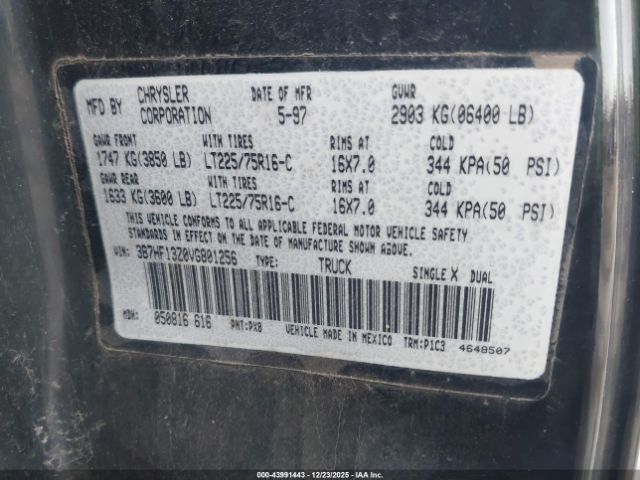 MFD BY CHRYSLER CORPORATION DATE OF MFR 5-97 GVWR 2903 KG(06400 LB)
GAWR FRONT WITH TIRES RIMS AT COLD
1747 KG(3850 LB) LT225/75R16-C 16X7.0 344 KPA(50 PSI)
GAWR REAR WITH TIRES RIMS AT COLD
1633 KG(3600 LB) LT225/75R16-C 16X7.0 344 KPA(50 PSI)
THIS VEHICLE CONFORMS TO ALL APPLICABLE FEDERAL MOTOR VEHICLE SAFETY
STANDARDS IN EFFECT ON THE DATE OF MANUFACTURE SHOWN ABOVE
VIN: 3B7HF13Z0VG801256 TYPE: TRUCK SINGLE X DUAL
MDH: 050816 616 PNT:PX8 VEHICLE MADE IN MEXICO TRM:P1C3 4648507
00-43991443 - 12/23/2025 - IAAI.COM